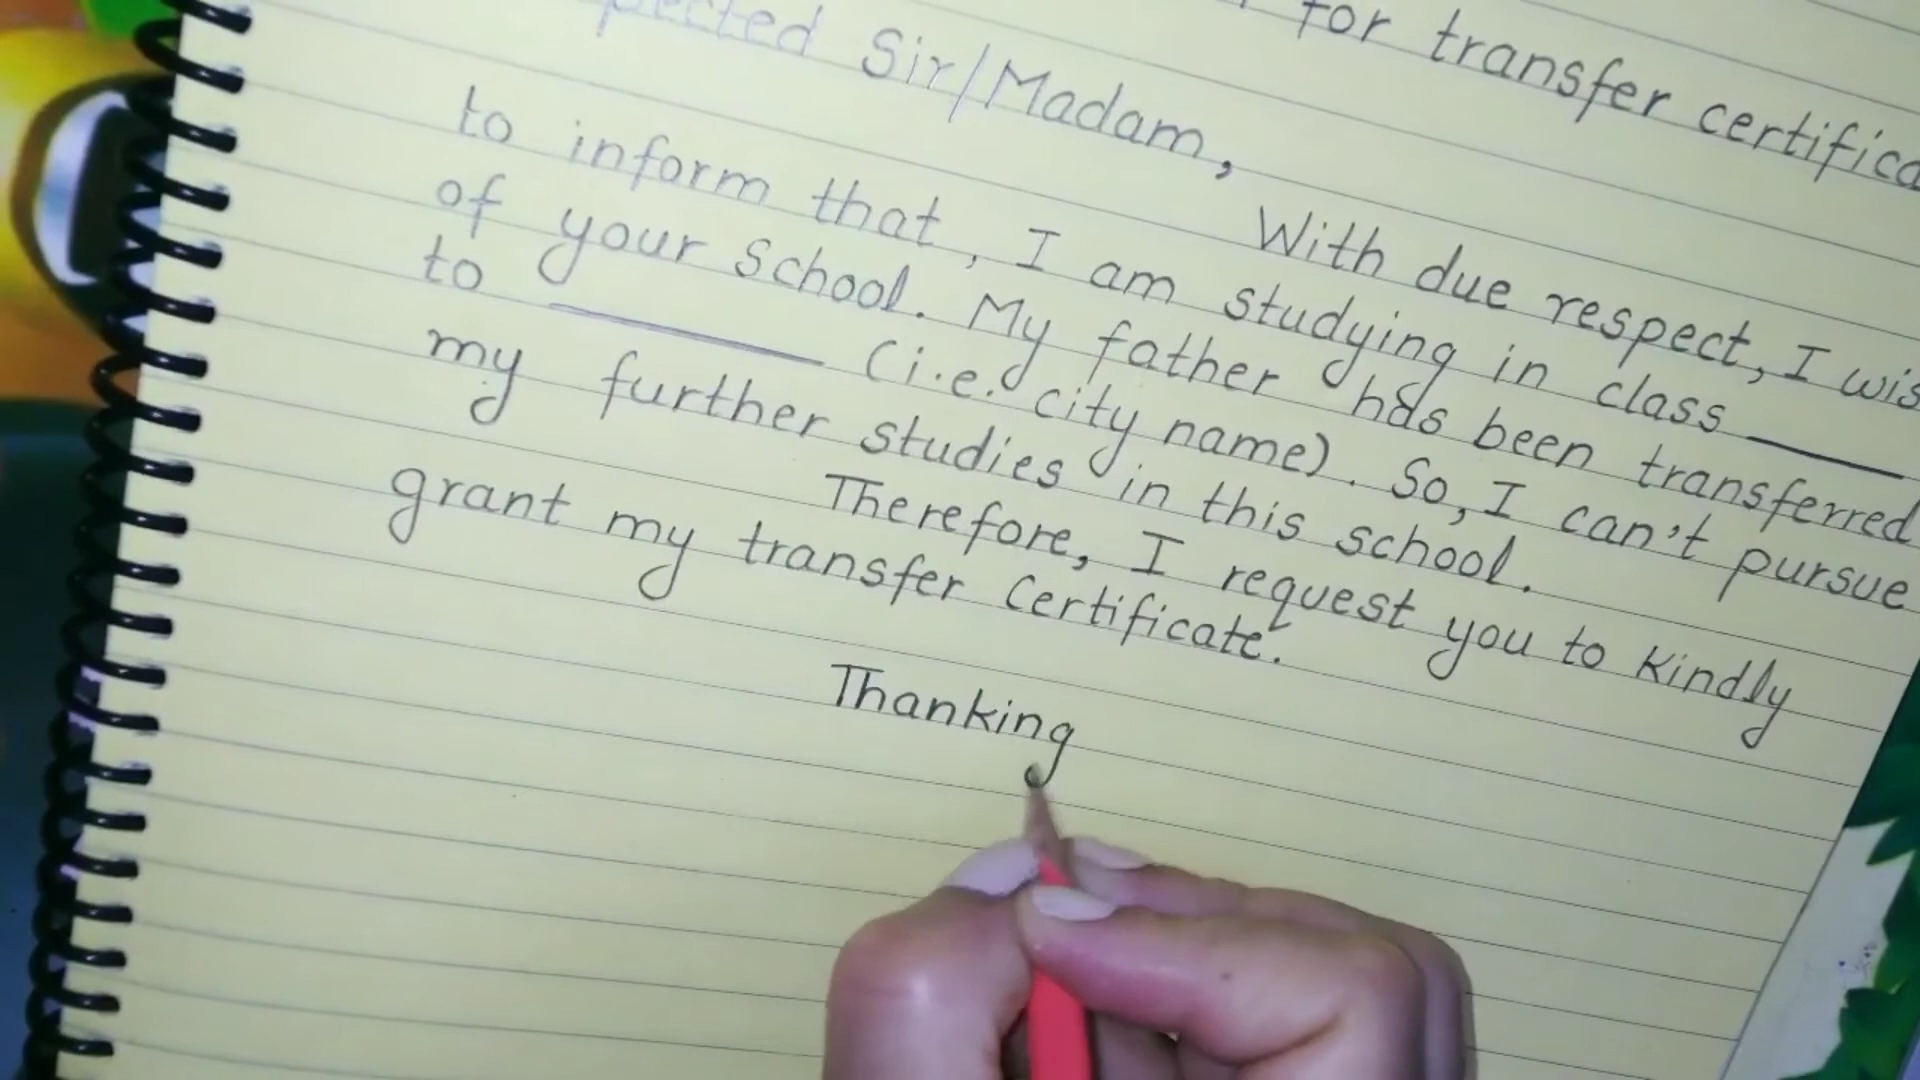 for transfer certifica
pected Sir/Madam,
With due respect, I wis
to inform that, I am studying in class ____
of your School. My father has been transferred
to ______ (i.e. city name). So, I can't pursue
my further studies in this school.
Therefore, I request you to kindly
grant my transfer Certificate.
Thanking